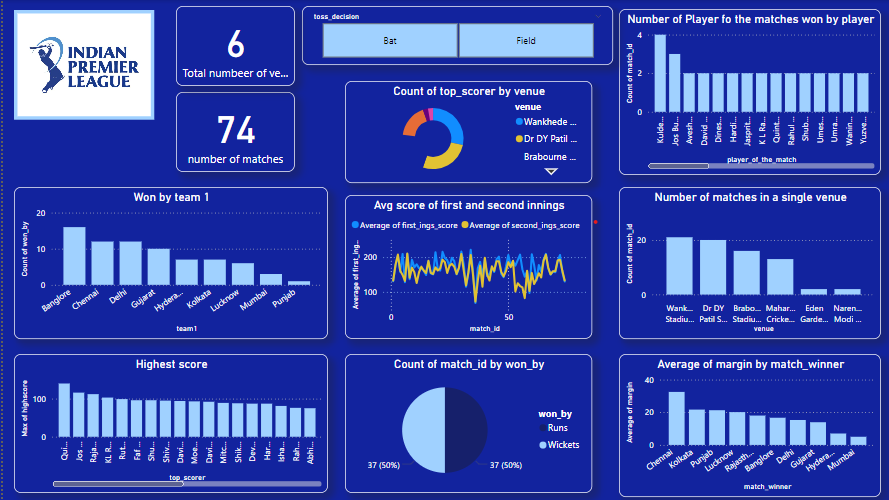 INDIAN
PREMIER
LEAGUE
6
Total numbeer of ve...
74
number of matches
toss_decision
Bat
Field
Count of top_scorer by venue
venue
Wankhede ...
Dr DY Patil ...
Brabourne ...
Number of Player fo the matches won by player
Count of match_id
4
2
0
Kulde...
Jos Bu...
Avesh...
David ...
Dines...
Hardi...
Jasprit...
K L Ra...
Quint...
Rahul ...
Shub...
Umes...
Umra...
Wanin...
Yuzve...
player_of_the_match
Won by team 1
Count of won_by
20
10
0
Banglore
Chennai
Delhi
Gujarat
Hydera...
Kolkata
Lucknow
Mumbai
Punjab
team1
Avg score of first and second innings
Average of first_ings_score
Average of second_ings_score
Average of first_ing...
200
100
0
50
match_id
Number of matches in a single venue
Count of match_id
20
0
Wank...
Stadiu...
Dr DY
Patil S...
Brabo...
Stadiu...
Mahar...
Cricke...
Eden
Garde...
Naren...
Modi ...
venue
Highest score
Max of highscore
100
0
Qui...
Jos ...
Raja...
KL R...
Rut...
Faf ...
Shu...
Shiv...
Davi...
Moe...
Davi...
Mitc...
Shik...
Dev...
Har...
Isha...
Rah...
Abhi...
top_scorer
Count of match_id by won_by
37 (50%)
37 (50%)
won_by
Runs
Wickets
Average of margin by match_winner
Average of margin
40
20
0
Chennai
Kolkata
Punjab
Lucknow
Rajasth...
Banglore
Delhi
Gujarat
Hydera...
Mumbai
match_winner